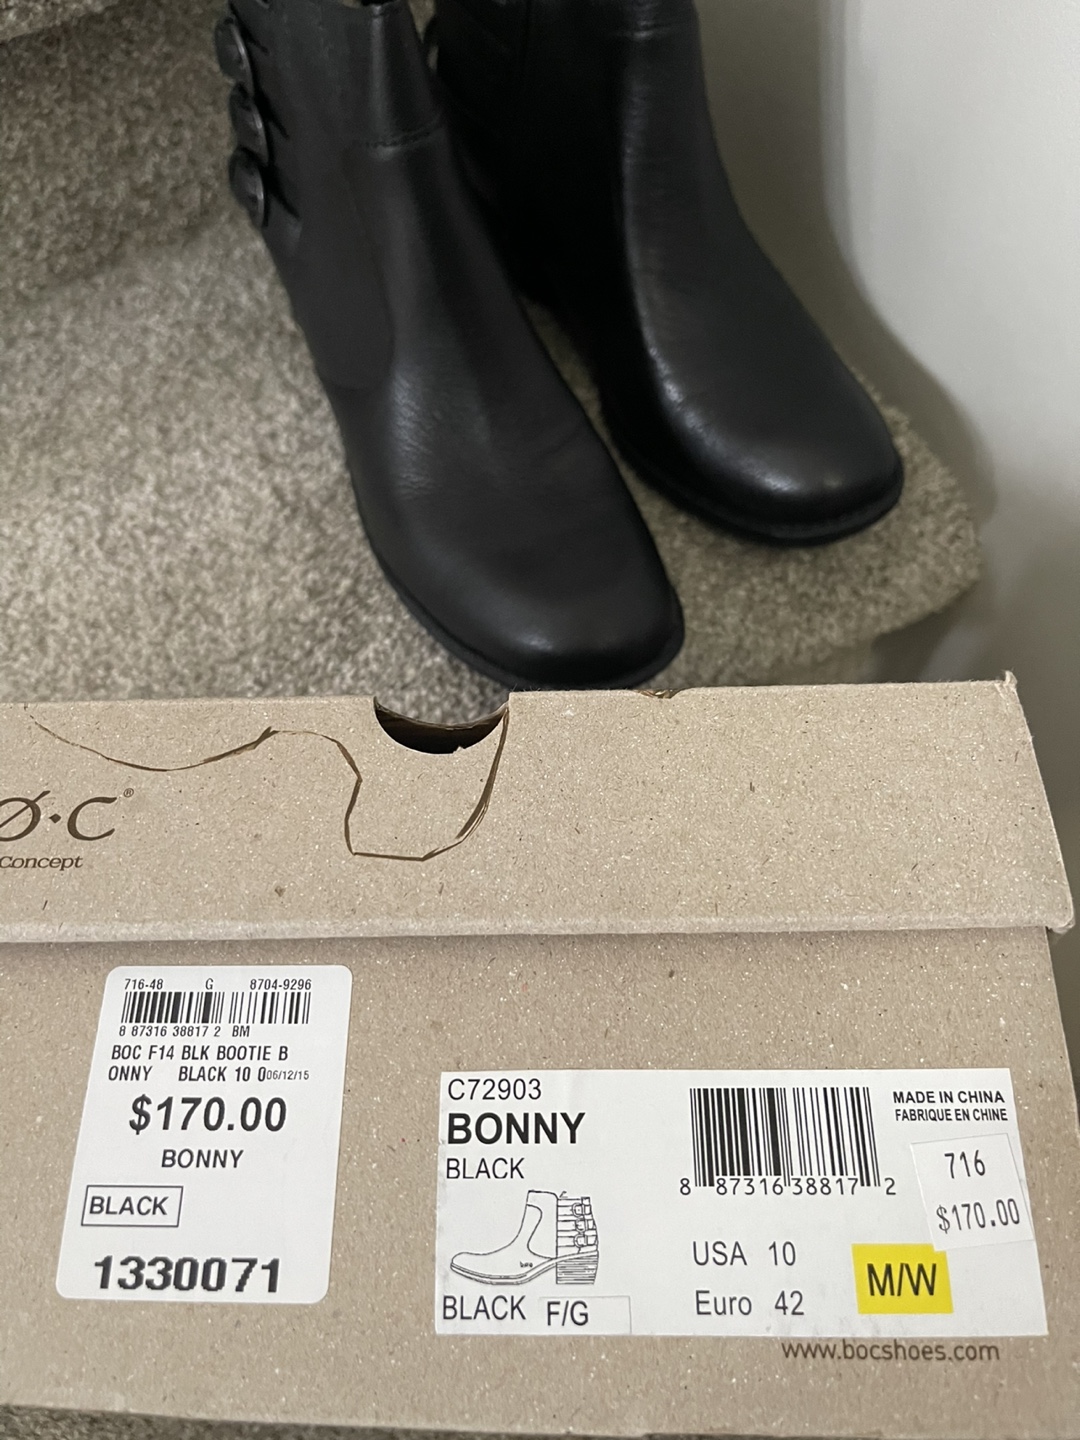 Ø·C®
Concept
716-48 G 8704-9296
8 87316 38817 2 BM
BOC F14 BLK BOOTIE B
ONNY BLACK 10 0 06/12/15
$170.00
BONNY
BLACK
1330071
C72903
BONNY
BLACK
BLACK F/G
8 87316 38817 2
USA 10
Euro 42
MADE IN CHINA
FABRIQUE EN CHINE
716
$170.00
M/W
www.bocshoes.com